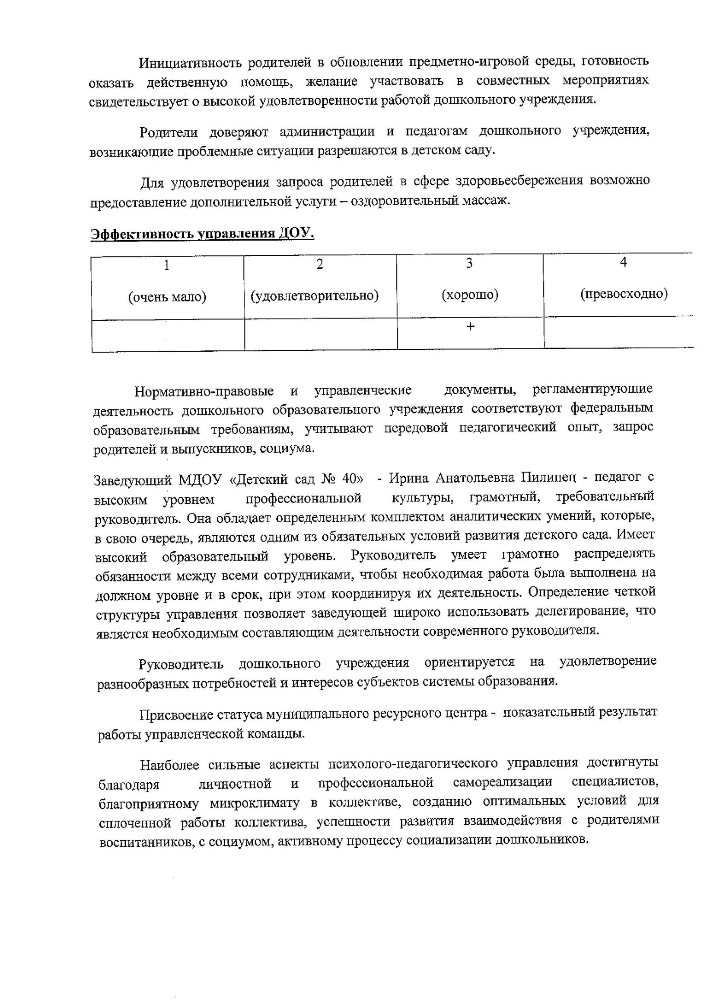 Инициативность родителей в обновлении предметно-игровой среды, готовность
оказать действенную помощь, желание участвовать в совместных мероприятиях
свидетельствует о высокой удовлетворенности работой дошкольного учреждения.
Родители доверяют администрации и педагогам дошкольного учреждения,
возникающие проблемные ситуации разрешаются в детском саду.
Для удовлетворения запроса родителей в сфере здоровьесбережения возможно
предоставление дополнительной услуги – оздоровительный массаж.
Эффективность управления ДОУ.
1 2 3 4
(очень мало) (удовлетворительно) (хорошо) (превосходно)
+
Нормативно-правовые и управленческие документы, регламентирующие
деятельность дошкольного образовательного учреждения соответствуют федеральным
образовательным требованиям, учитывают передовой педагогический опыт, запрос
родителей и выпускников, социума.
Заведующий МДОУ «Детский сад № 40» - Ирина Анатольевна Пилипец - педагог с
высоким уровнем профессиональной культуры, грамотный, требовательный
руководитель. Она обладает определенным комплектом аналитических умений, которые,
в свою очередь, являются одним из обязательных условий развития детского сада. Имеет
высокий образовательный уровень. Руководитель умеет грамотно распределять
обязанности между всеми сотрудниками, чтобы необходимая работа была выполнена на
должном уровне и в срок, при этом координируя их деятельность. Определение четкой
структуры управления позволяет заведующей широко использовать делегирование, что
является необходимым составляющим деятельности современного руководителя.
Руководитель дошкольного учреждения ориентируется на удовлетворение
разнообразных потребностей и интересов субъектов системы образования.
Присвоение статуса муниципального ресурсного центра - показательный результат
работы управленческой команды.
Наиболее сильные аспекты психолого-педагогического управления достигнуты
благодаря личностной и профессиональной самореализации специалистов,
благоприятному микроклимату в коллективе, созданию оптимальных условий для
сплоченной работы коллектива, успешности развития взаимодействия с родителями
воспитанников, с социумом, активному процессу социализации дошкольников.